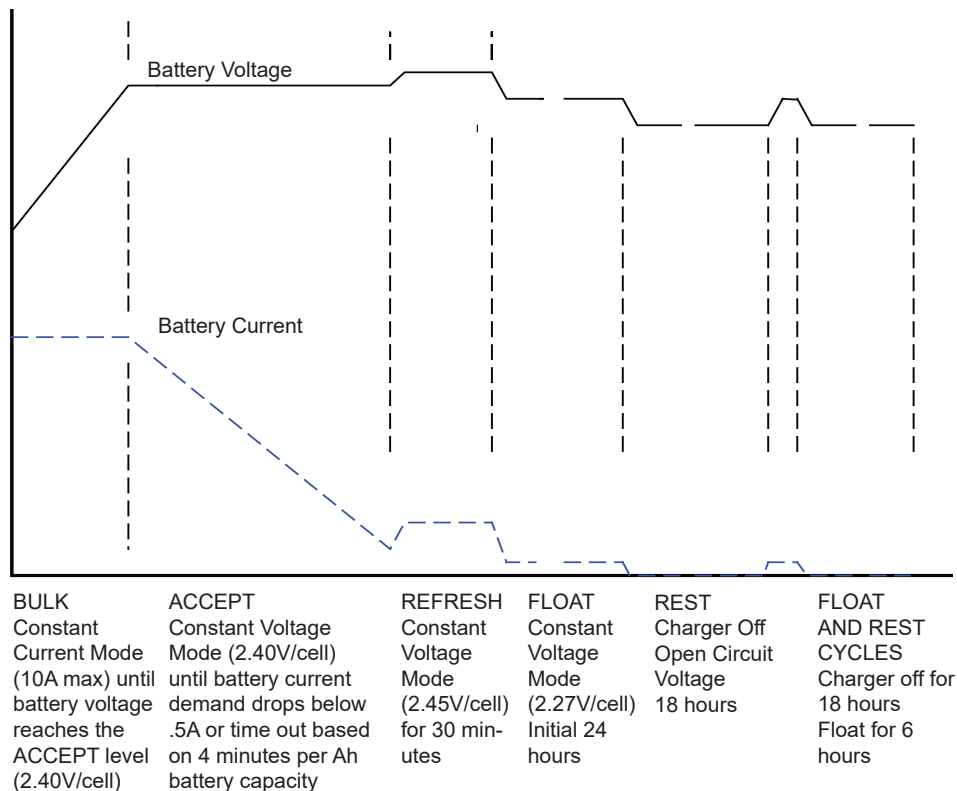 Battery Voltage
Battery Current
BULK
Constant
Current Mode
(10A max) until
battery voltage
reaches the
ACCEPT level
(2.40V/cell)
ACCEPT
Constant Voltage
Mode (2.40V/cell)
until battery current
demand drops below
.5A or time out based
on 4 minutes per Ah
battery capacity
REFRESH
Constant
Voltage
Mode
(2.45V/cell)
for 30 min-
utes
FLOAT
Constant
Voltage
Mode
(2.27V/cell)
Initial 24
hours
REST
Charger Off
Open Circuit
Voltage
18 hours
FLOAT
AND REST
CYCLES
Charger off for
18 hours
Float for 6
hours